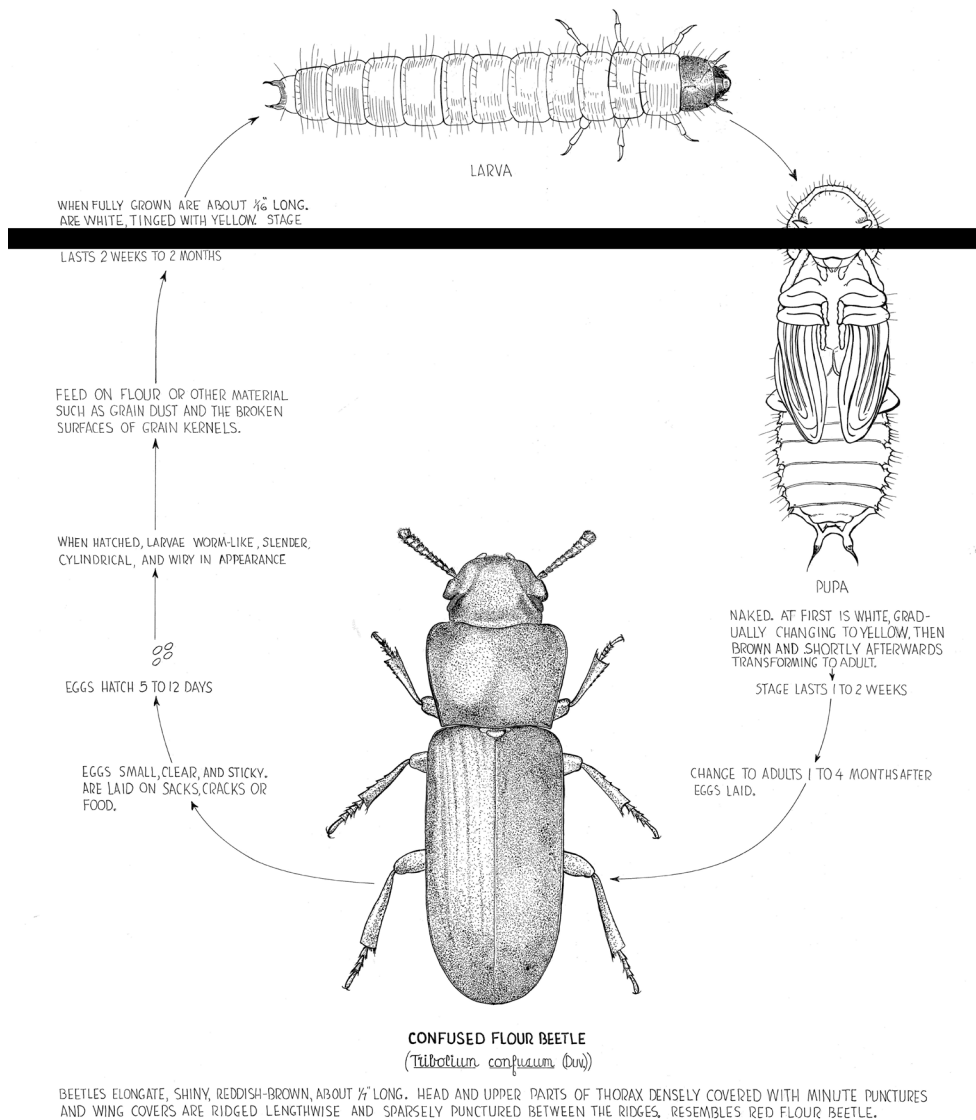 LARVA
WHEN FULLY GROWN ARE ABOUT 1/16" LONG.
ARE WHITE, TINGED WITH YELLOW. STAGE
LASTS 2 WEEKS TO 2 MONTHS
FEED ON FLOUR OR OTHER MATERIAL
SUCH AS GRAIN DUST AND THE BROKEN
SURFACES OF GRAIN KERNELS.
WHEN HATCHED, LARVAE WORM-LIKE, SLENDER,
CYLINDRICAL, AND WIRY IN APPEARANCE
EGGS HATCH 5 TO 12 DAYS
EGGS SMALL, CLEAR, AND STICKY.
ARE LAID ON SACKS, CRACKS OR
FOOD.
PUPA
NAKED. AT FIRST IS WHITE, GRAD-
UALLY CHANGING TO YELLOW, THEN
BROWN AND SHORTLY AFTERWARDS
TRANSFORMING TO ADULT.
STAGE LASTS 1 TO 2 WEEKS
CHANGE TO ADULTS 1 TO 4 MONTHS AFTER
EGGS LAID.
CONFUSED FLOUR BEETLE
(Tribolium confusum (Duv.))
BEETLES ELONGATE, SHINY, REDDISH-BROWN, ABOUT 1/7" LONG. HEAD AND UPPER PARTS OF THORAX DENSELY COVERED WITH MINUTE PUNCTURES
AND WING COVERS ARE RIDGED LENGTHWISE AND SPARSELY PUNCTURED BETWEEN THE RIDGES. RESEMBLES RED FLOUR BEETLE.